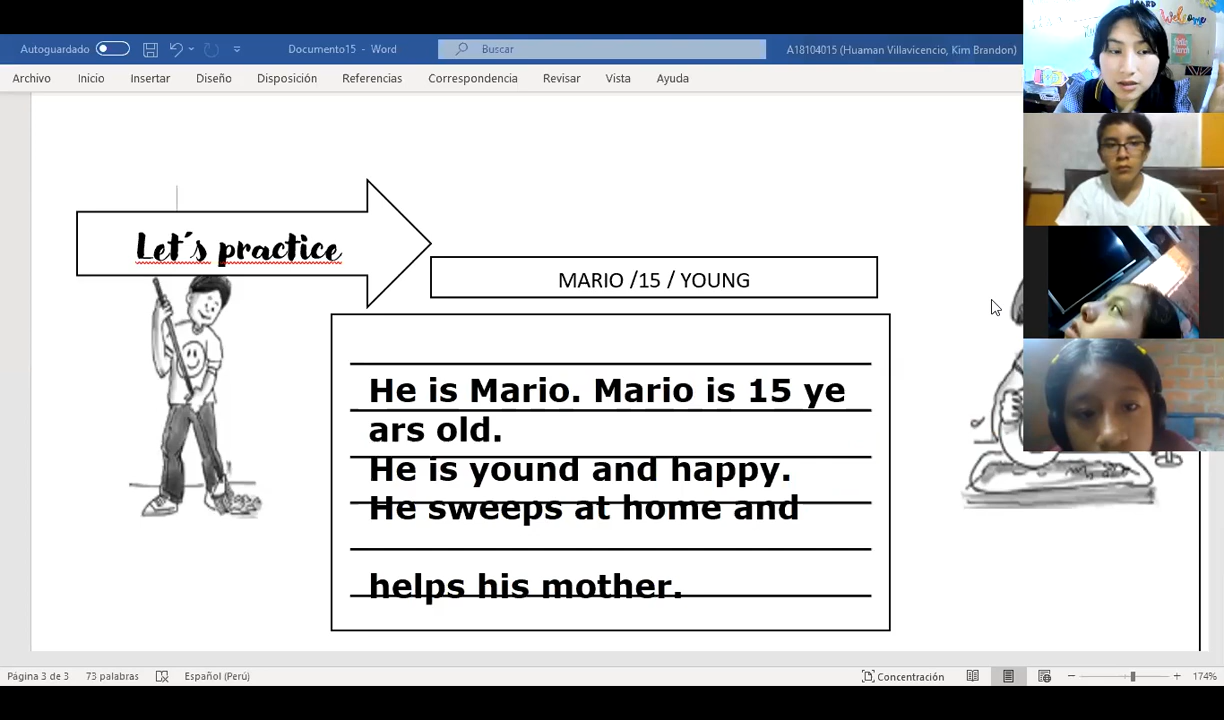 Autoguardado
Documento15 - Word
Buscar
A18104015 (Huaman Villavicencio, Kim Brandon)
Archivo Inicio Insertar Diseño Disposición Referencias Correspondencia Revisar Vista Ayuda
Welcome
Let´s practice
MARIO /15 / YOUNG
He is Mario. Mario is 15 ye
ars old.
He is yound and happy.
He sweeps at home and
helps his mother.
Página 3 de 3 73 palabras Español (Perú) Concentración 174%